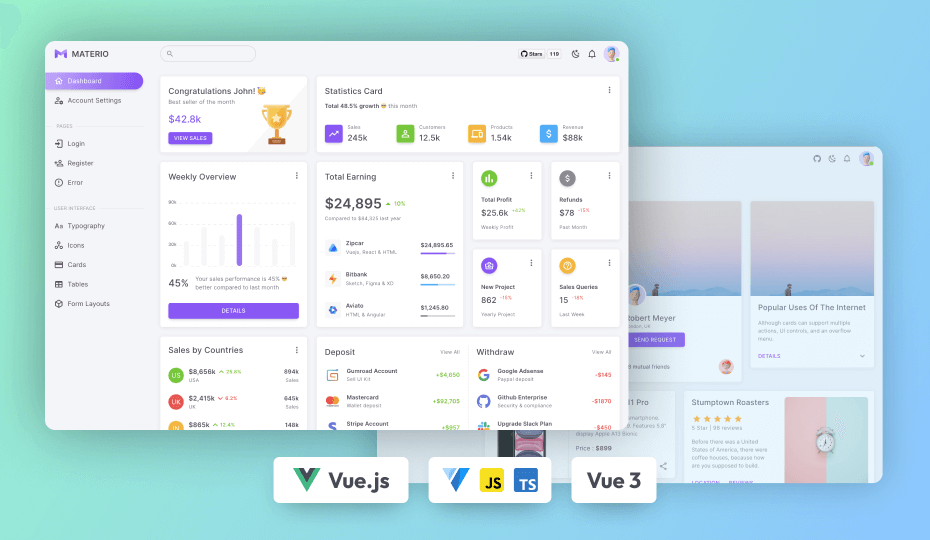 MATERIO
Stars 119
Dashboard
Account Settings
PAGES
Login
Register
Error
USER INTERFACE
Typography
Icons
Cards
Tables
Form Layouts
Congratulations John!
Best seller of the month
$42.8k
VIEW SALES
Statistics Card
Total 48.5% growth this month
Sales
245k
Customers
12.5k
Products
1.54k
Revenue
$88k
Weekly Overview
90k
60k
30k
0k
45%
Your sales performance is 45%
better compared to last month
DETAILS
Total Earning
$24,895 10%
Compared to $84,325 last year
Zipcar
Vuejs, React & HTML
$24,895.65
Bitbank
Sketch, Figma & XD
$8,650.20
Aviato
HTML & Angular
$1,245.80
Total Profit
$25.6k +42%
Weekly Profit
Refunds
$78 -15%
Past Month
New Project
862 -15%
Yearly Project
Sales Queries
15 -18%
Last Week
Sales by Countries
US
$8,656k 25.8%
USA
894k
Sales
UK
$2,415k 6.2%
UK
645k
Sales
IN
$865k 12.4%
148k
Deposit
View All
Gumroad Account
Sell UI Kit
+$4,650
Mastercard
Wallet deposit
+$92,705
Stripe Account
+$957
Withdraw
View All
Google Adsense
Paypal deposit
-$145
Github Enterprise
Security & compliance
-$1870
Upgrade Slack Plan
-$450
Robert Meyer
London, UK
SEND REQUEST
mutual friends
Popular Uses Of The Internet
Although cards can support multiple
actions, UI controls, and an overflow
menu.
DETAILS
11 Pro
smartphone,
Features 5.8"
display Apple A13 Bionic
Price : $899
Stumptown Roasters
5 Star | 98 reviews
Before there was a United
States of America, there
were coffee houses, because how
are you supposed to build.
LOCATION REVIEWS
Vue.js
JS
TS
Vue 3